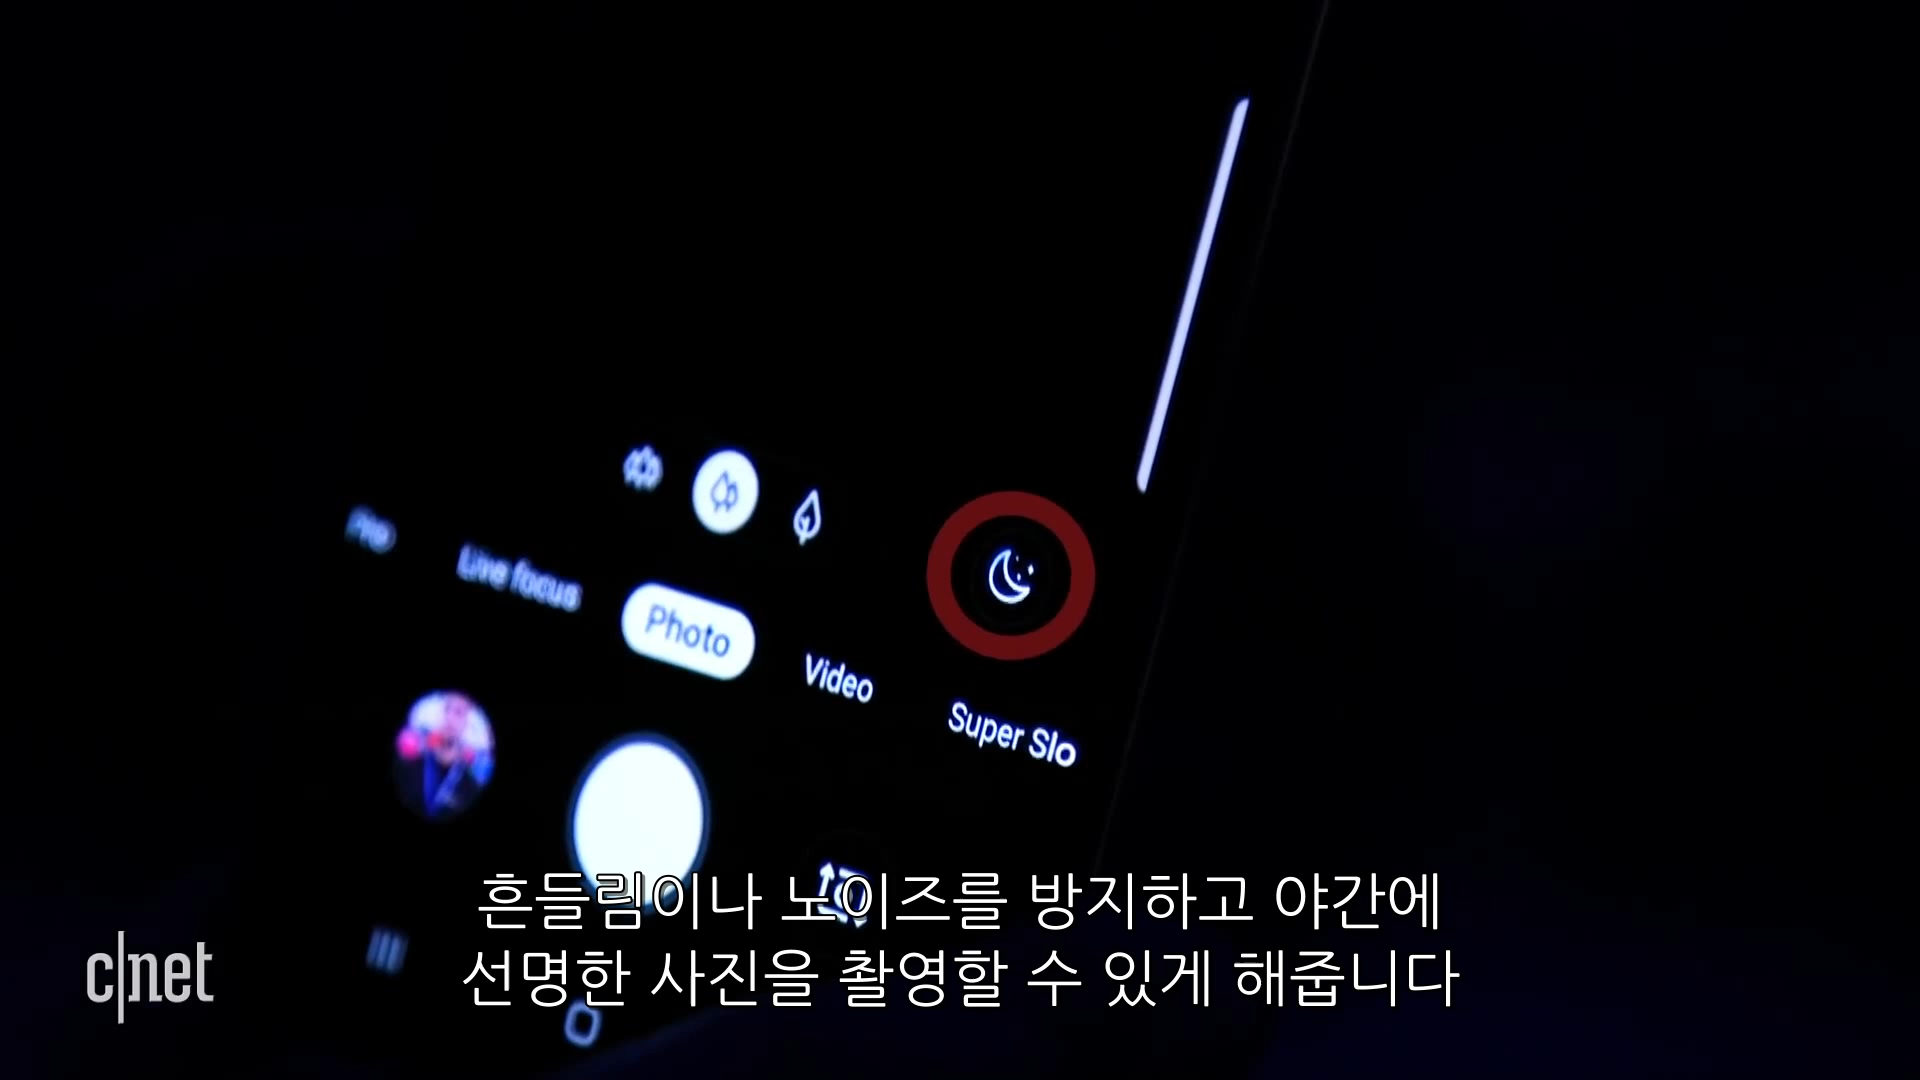 Pro
Live focus
Photo
Video
Super Slo
흔들림이나 노이즈를 방지하고 야간에
선명한 사진을 촬영할 수 있게 해줍니다
c|net